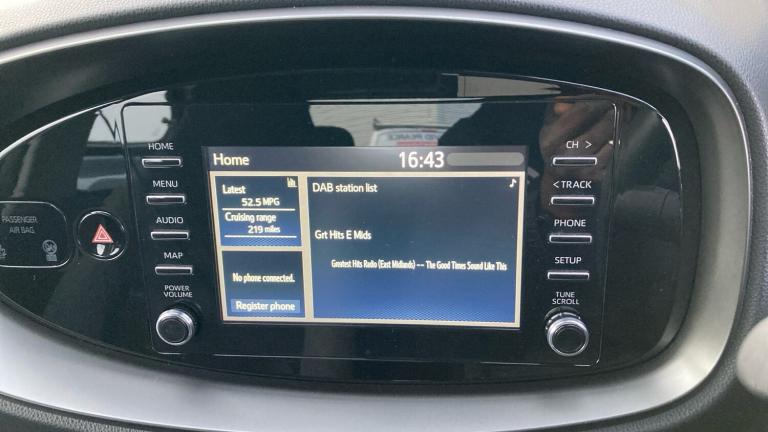 HOME
MENU
AUDIO
MAP
POWER
VOLUME
PASSENGER
AIR BAG
Home
16:43
Latest
52.5 MPG
Cruising range
219 miles
No phone connected.
Register phone
DAB station list
Grt Hits E Mids
Greatest Hits Radio (East Midlands) -- The Good Times Sound Like This
CH >
< TRACK
PHONE
SETUP
TUNE
SCROLL